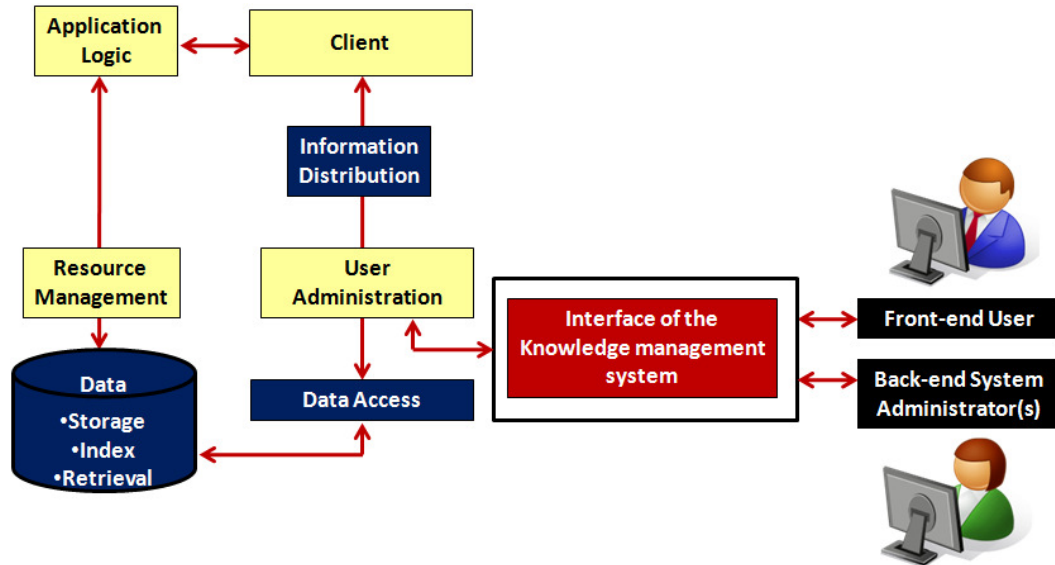 Application
Logic
Client
Information
Distribution
Resource
Management
User
Administration
Interface of the
Knowledge management
system
Front-end User
Back-end System
Administrator(s)
Data
•Storage
•Index
•Retrieval
Data Access